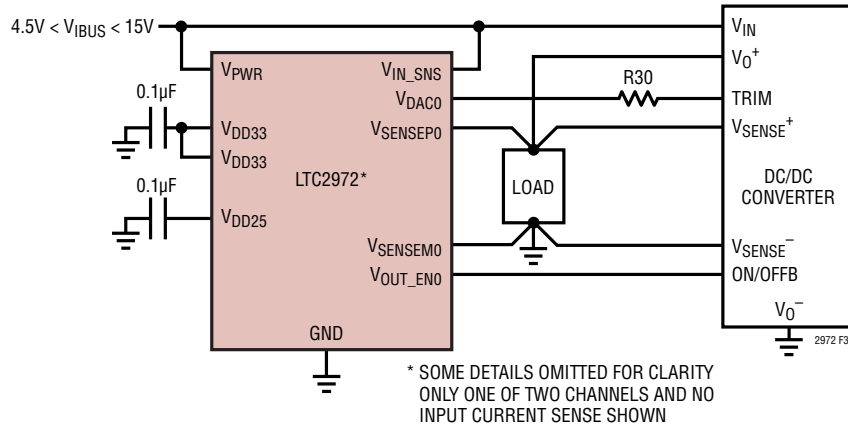 4.5V < VIBUS < 15V
VIN
VO+
VPWR
VIN_SNS
R30
0.1µF
VDAC0
TRIM
VDD33
VSENSEP0
VSENSE+
VDD33
LTC2972*
LOAD
DC/DC
CONVERTER
0.1µF
VDD25
VSENSEM0
VSENSE–
VOUT_EN0
ON/OFFB
VO–
GND
2972 F3
* SOME DETAILS OMITTED FOR CLARITY
ONLY ONE OF TWO CHANNELS AND NO
INPUT CURRENT SENSE SHOWN